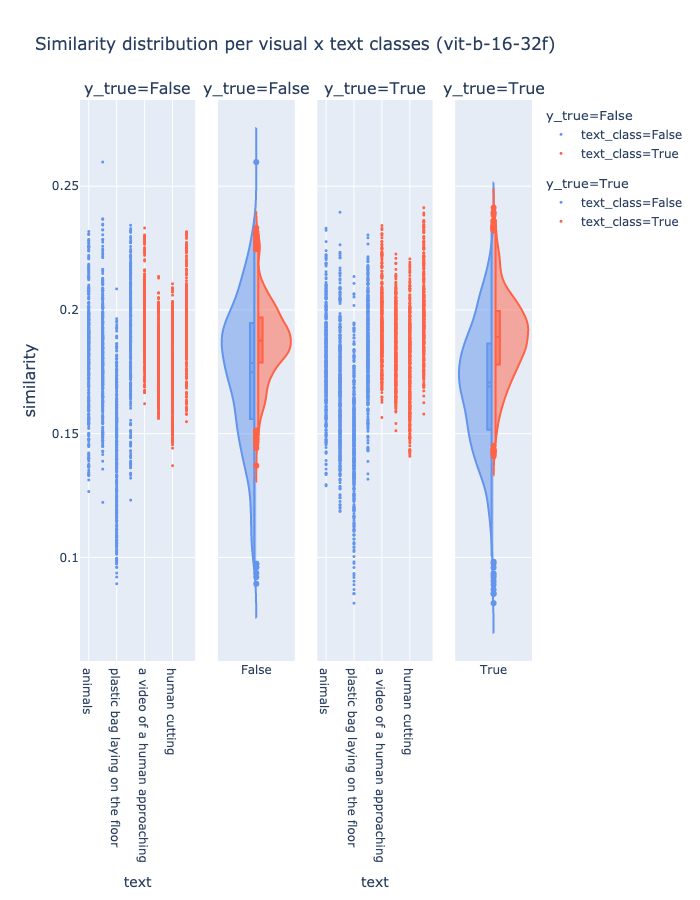 Similarity distribution per visual x text classes (vit-b-16-32f)
y_true=False
y_true=False
y_true=True
y_true=True
y_true=False
text_class=False
text_class=True
y_true=True
text_class=False
text_class=True
similarity
0.25
0.2
0.15
0.1
animals
plastic bag laying on the floor
a video of a human approaching
human cutting
text
False
animals
plastic bag laying on the floor
a video of a human approaching
human cutting
text
True